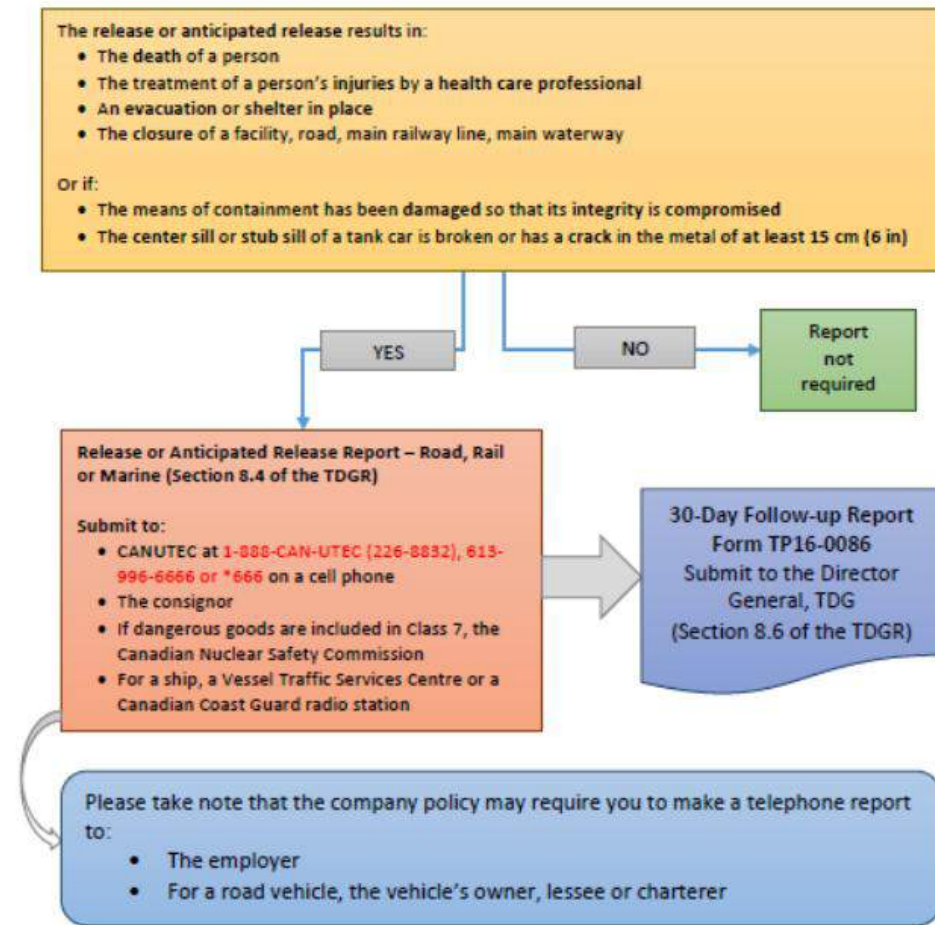 The release or anticipated release results in:
• The death of a person
• The treatment of a person's injuries by a health care professional
• An evacuation or shelter in place
• The closure of a facility, road, main railway line, main waterway
Or if:
• The means of containment has been damaged so that its integrity is compromised
• The center sill or stub sill of a tank car is broken or has a crack in the metal of at least 15 cm (6 in)
YES
NO
Report
not
required
Release or Anticipated Release Report – Road, Rail
or Marine (Section 8.4 of the TDGR)
Submit to:
• CANUTEC at 1-888-CAN-UTEC (226-8832), 613-
996-6666 or *666 on a cell phone
• The consignor
• If dangerous goods are included in Class 7, the
Canadian Nuclear Safety Commission
• For a ship, a Vessel Traffic Services Centre or a
Canadian Coast Guard radio station
30-Day Follow-up Report
Form TP16-0086
Submit to the Director
General, TDG
(Section 8.6 of the TDGR)
Please take note that the company policy may require you to make a telephone report
to:
• The employer
• For a road vehicle, the vehicle's owner, lessee or charterer